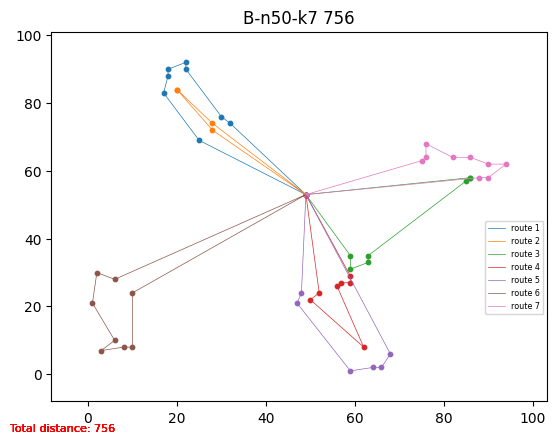 B-n50-k7 756
100
80
60
40
20
0
0 20 40 60 80 100
route 1
route 2
route 3
route 4
route 5
route 6
route 7
Total distance: 756